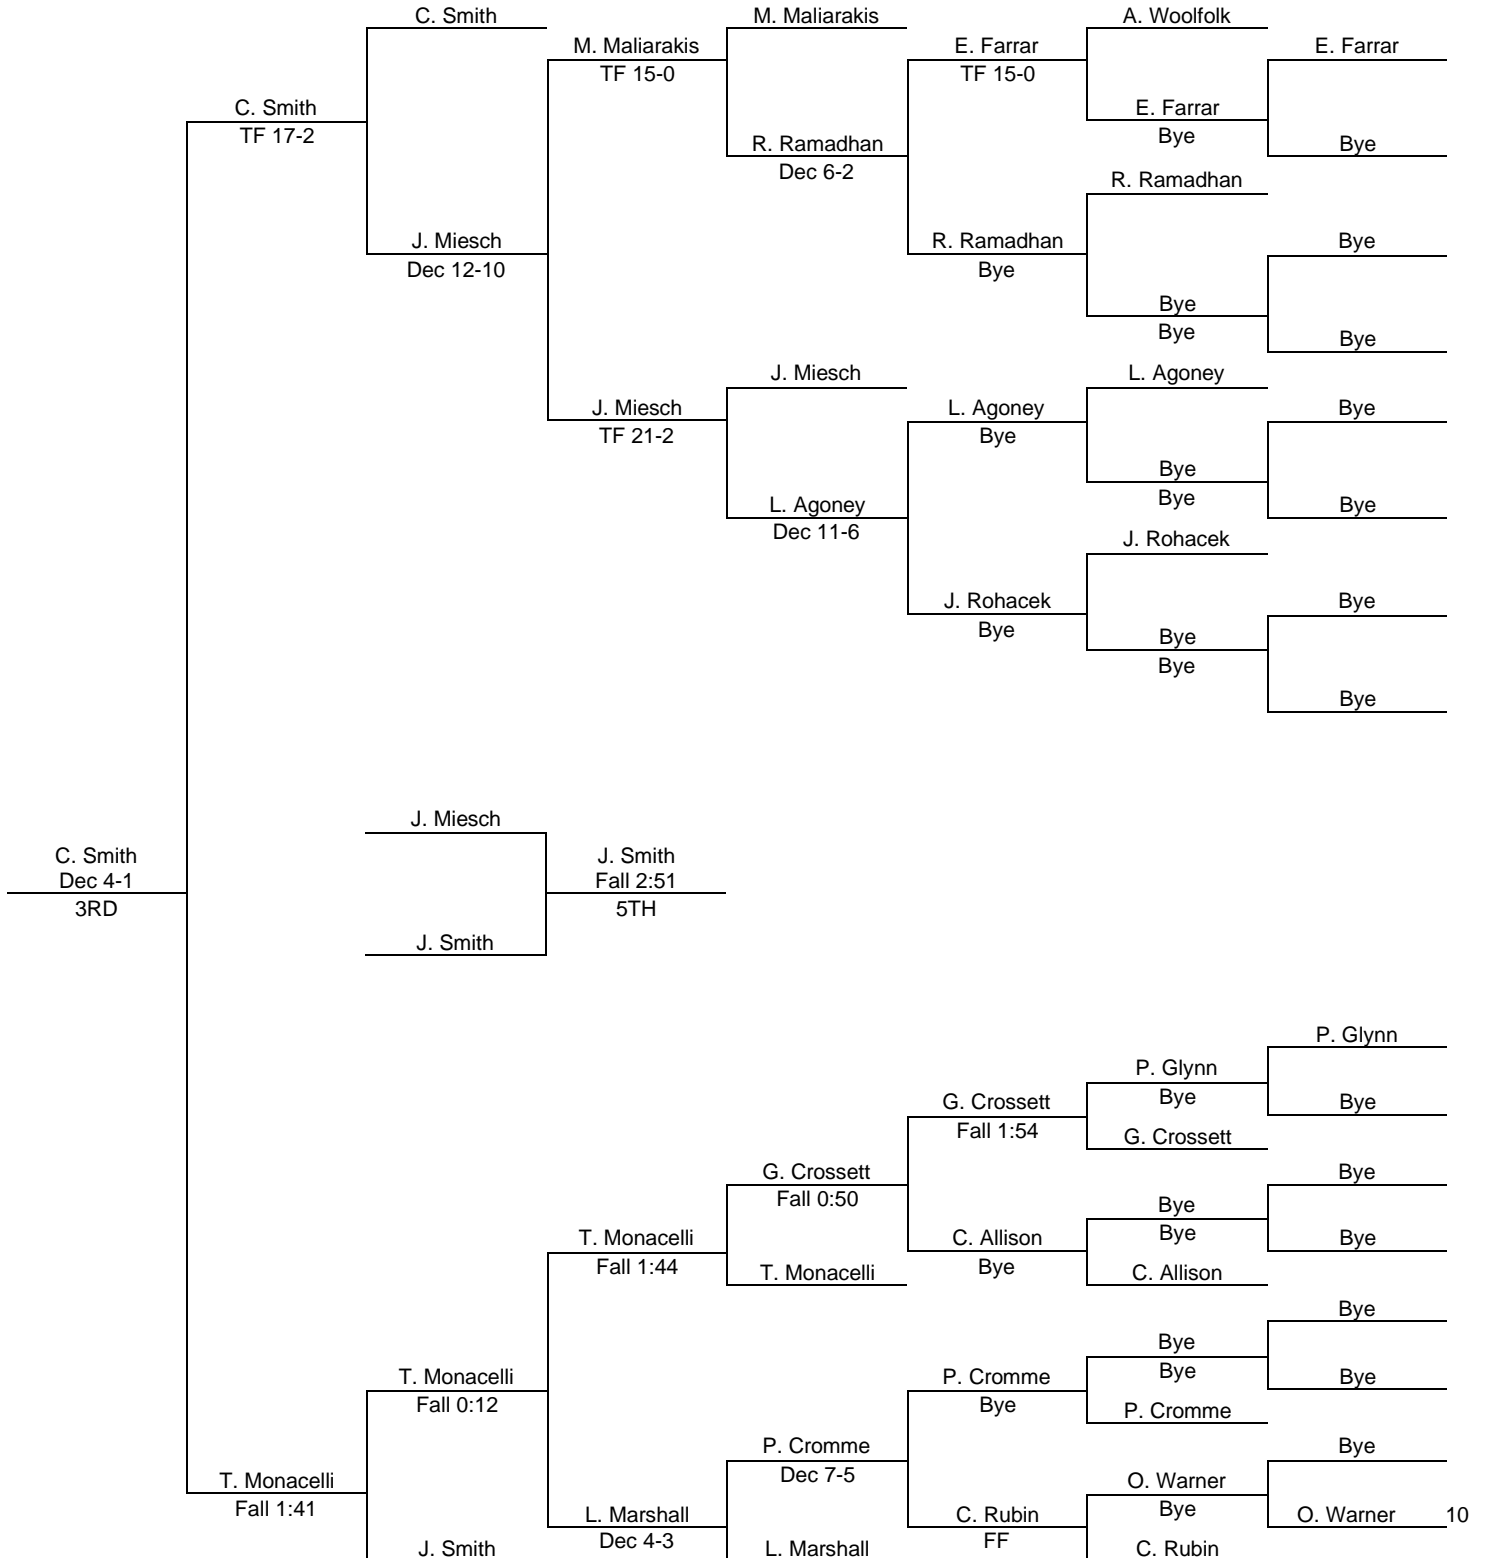 C. Smith
M. Maliarakis
A. Woolfolk
M. Maliarakis
E. Farrar
E. Farrar
TF 15-0
TF 15-0
C. Smith
E. Farrar
TF 17-2
R. Ramadhan
Bye
Bye
Dec 6-2
R. Ramadhan
J. Miesch
R. Ramadhan
Bye
Dec 12-10
Bye
Bye
Bye
Bye
J. Miesch
L. Agoney
J. Miesch
L. Agoney
Bye
TF 21-2
Bye
Bye
L. Agoney
Bye
Bye
Dec 11-6
J. Rohacek
J. Rohacek
Bye
Bye
Bye
Bye
Bye
J. Miesch
C. Smith
J. Smith
Dec 4-1
Fall 2:51
3RD
5TH
J. Smith
P. Glynn
P. Glynn
G. Crossett
Bye
Bye
Fall 1:54
G. Crossett
G. Crossett
Bye
Fall 0:50
Bye
T. Monacelli
C. Allison
Bye
Bye
Fall 1:44
T. Monacelli
Bye
C. Allison
Bye
Bye
T. Monacelli
P. Cromme
Bye
Bye
Fall 0:12
Bye
P. Cromme
P. Cromme
Bye
Dec 7-5
T. Monacelli
O. Warner
Fall 1:41
L. Marshall
C. Rubin
Bye
O. Warner
10
Dec 4-3
FF
J. Smith
L. Marshall
C. Rubin